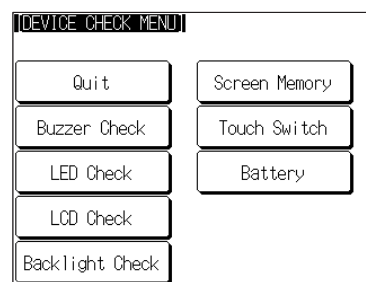 [DEVICE CHECK MENU]
Quit
Buzzer Check
LED Check
LCD Check
Backlight Check
Screen Memory
Touch Switch
Battery